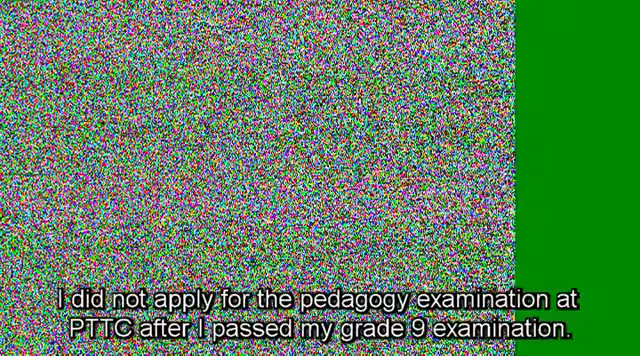 I did not apply for the pedagogy examination at
PTTC after I passed my grade 9 examination.